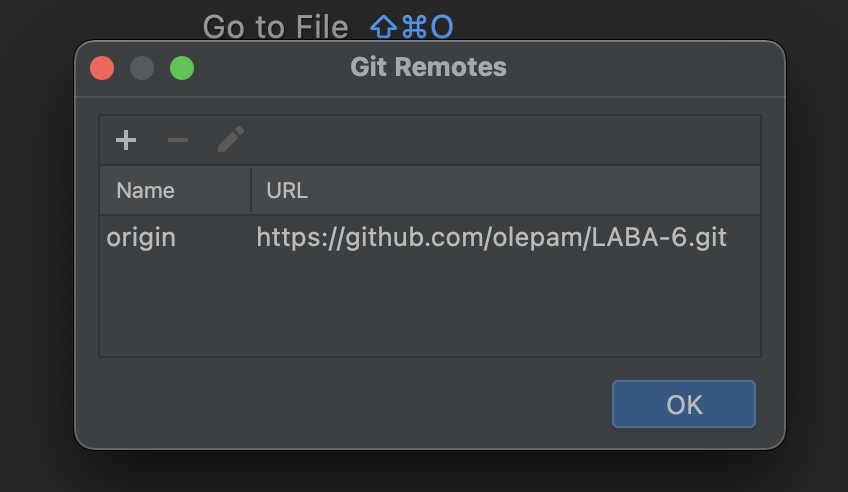 Go to File ⇧⌘O
Git Remotes
Name URL
origin https://github.com/olepam/LABA-6.git
OK